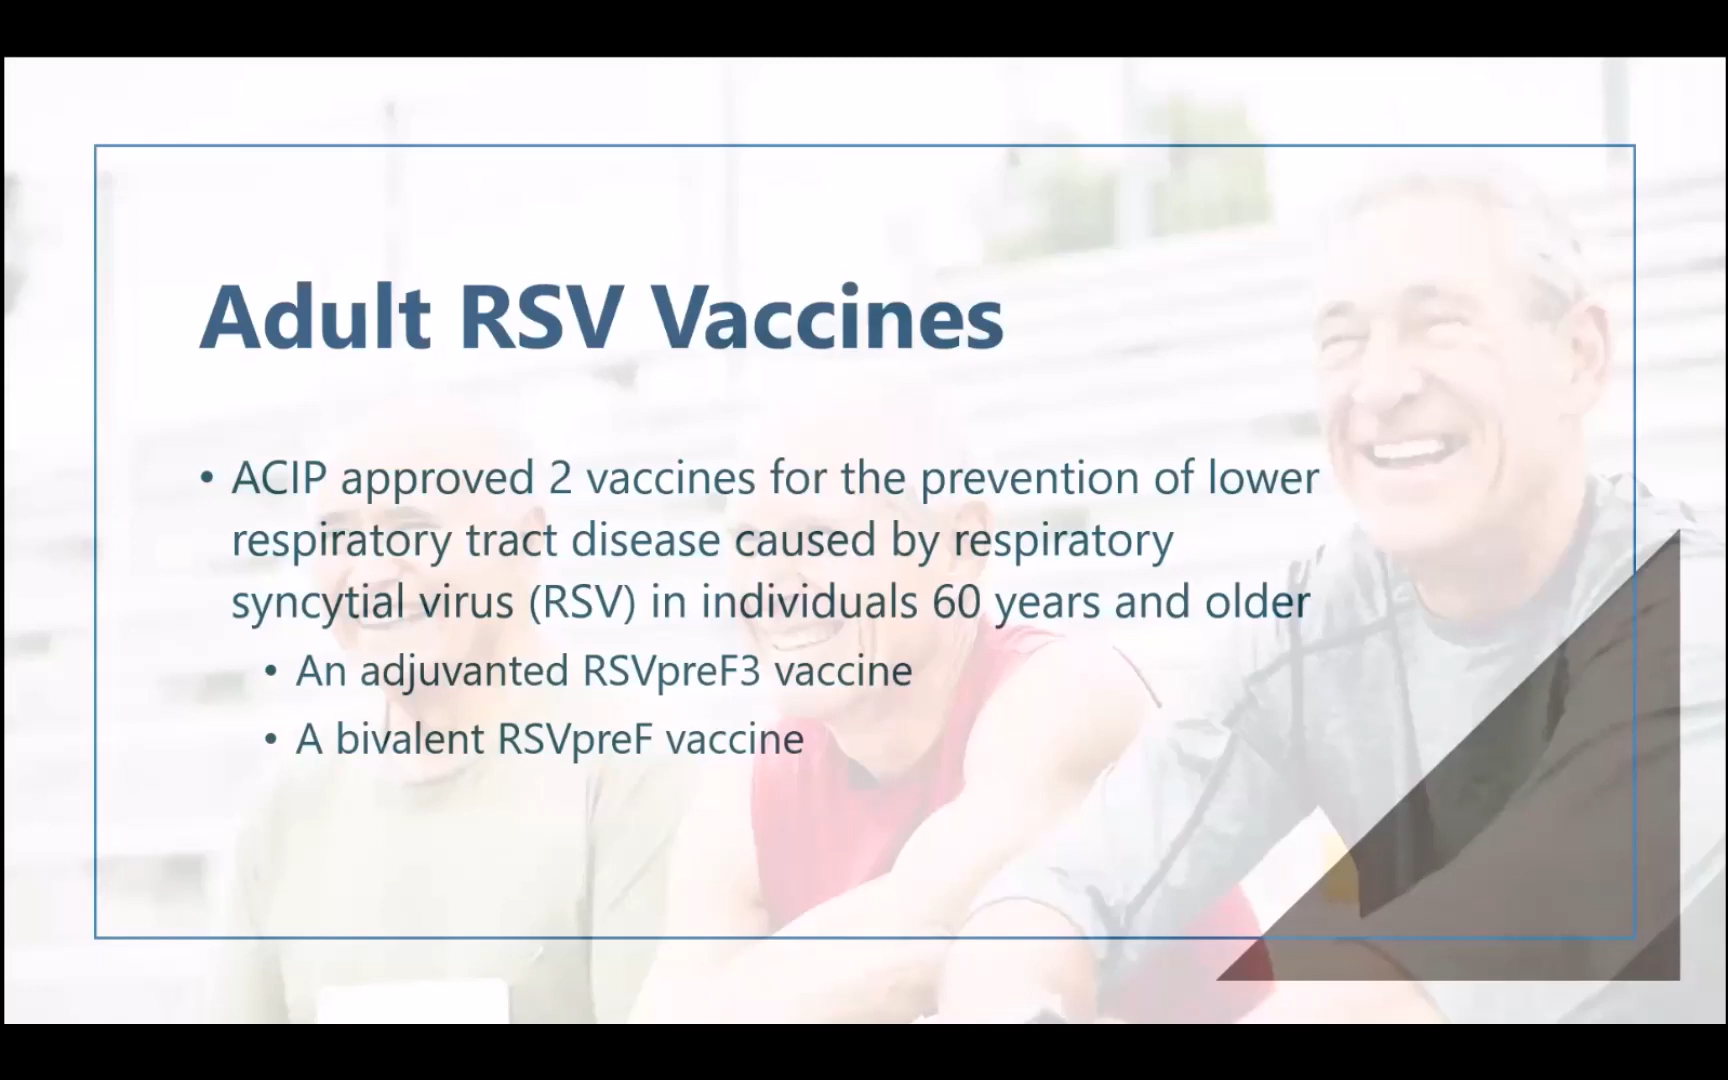 Adult RSV Vaccines
• ACIP approved 2 vaccines for the prevention of lower
respiratory tract disease caused by respiratory
syncytial virus (RSV) in individuals 60 years and older
• An adjuvanted RSVpreF3 vaccine
• A bivalent RSVpreF vaccine